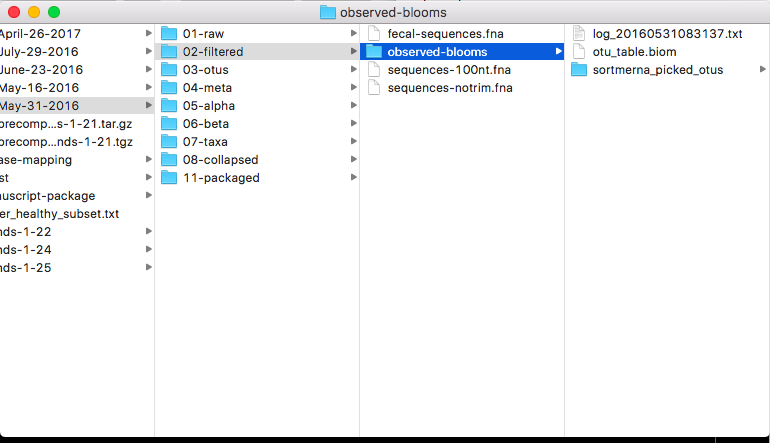 observed-blooms
April-26-2017
July-29-2016
June-23-2016
May-16-2016
May-31-2016
precomp...s-1-21.tar.gz
precomp...nds-1-21.tgz
ase-mapping
st
nuscript-package
er_healthy_subset.txt
nds-1-22
nds-1-24
nds-1-25
01-raw
02-filtered
03-otus
04-meta
05-alpha
06-beta
07-taxa
08-collapsed
11-packaged
fecal-sequences.fna
observed-blooms
sequences-100nt.fna
sequences-notrim.fna
log_20160531083137.txt
otu_table.biom
sortmerna_picked_otus